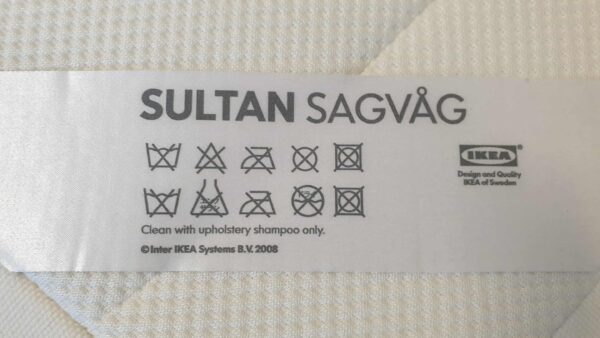 SULTAN SAGVÅG
IKEA®
Design and Quality
IKEA of Sweden
Clean with upholstery shampoo only.
©Inter IKEA Systems B.V. 2008